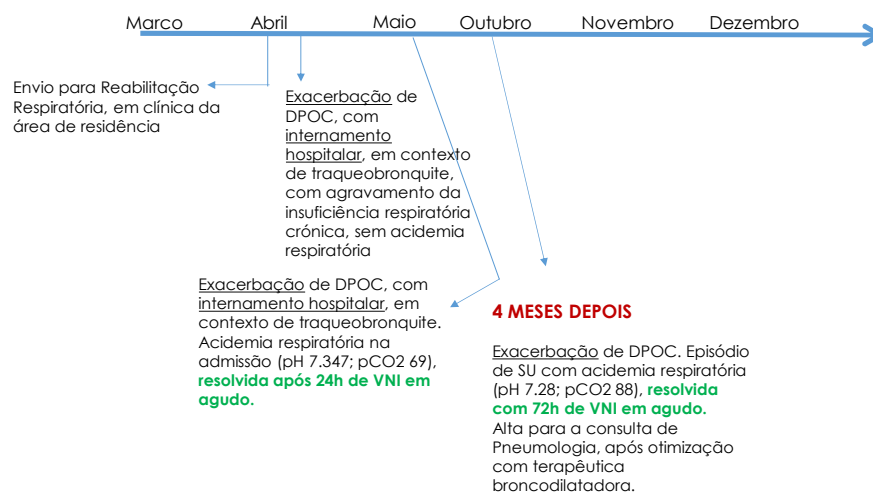 Marco Abril Maio Outubro Novembro Dezembro
Envio para Reabilitação
Respiratória, em clínica da
área de residência
Exacerbação de
DPOC, com
internamento
hospitalar, em contexto
de traqueobronquite,
com agravamento da
insuficiência respiratória
crónica, sem acidemia
respiratória
Exacerbação de DPOC, com
internamento hospitalar, em
contexto de traqueobronquite.
Acidemia respiratória na
admissão (pH 7.347; pCO2 69),
resolvida após 24h de VNI em
agudo.
4 MESES DEPOIS
Exacerbação de DPOC. Episódio
de SU com acidemia respiratória
(pH 7.28; pCO2 88), resolvida
com 72h de VNI em agudo.
Alta para a consulta de
Pneumologia, após otimização
com terapêutica
broncodilatadora.